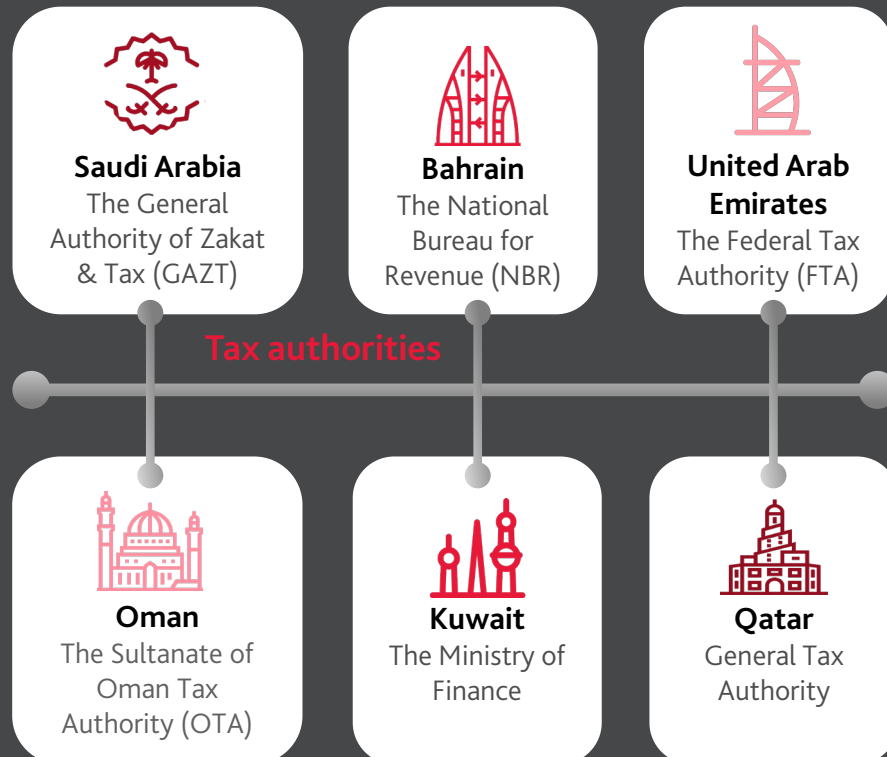 Saudi Arabia
The General
Authority of Zakat
& Tax (GAZT)
Bahrain
The National
Bureau for
Revenue (NBR)
United Arab
Emirates
The Federal Tax
Authority (FTA)
Tax authorities
Oman
The Sultanate of
Oman Tax
Authority (OTA)
Kuwait
The Ministry of
Finance
Qatar
General Tax
Authority